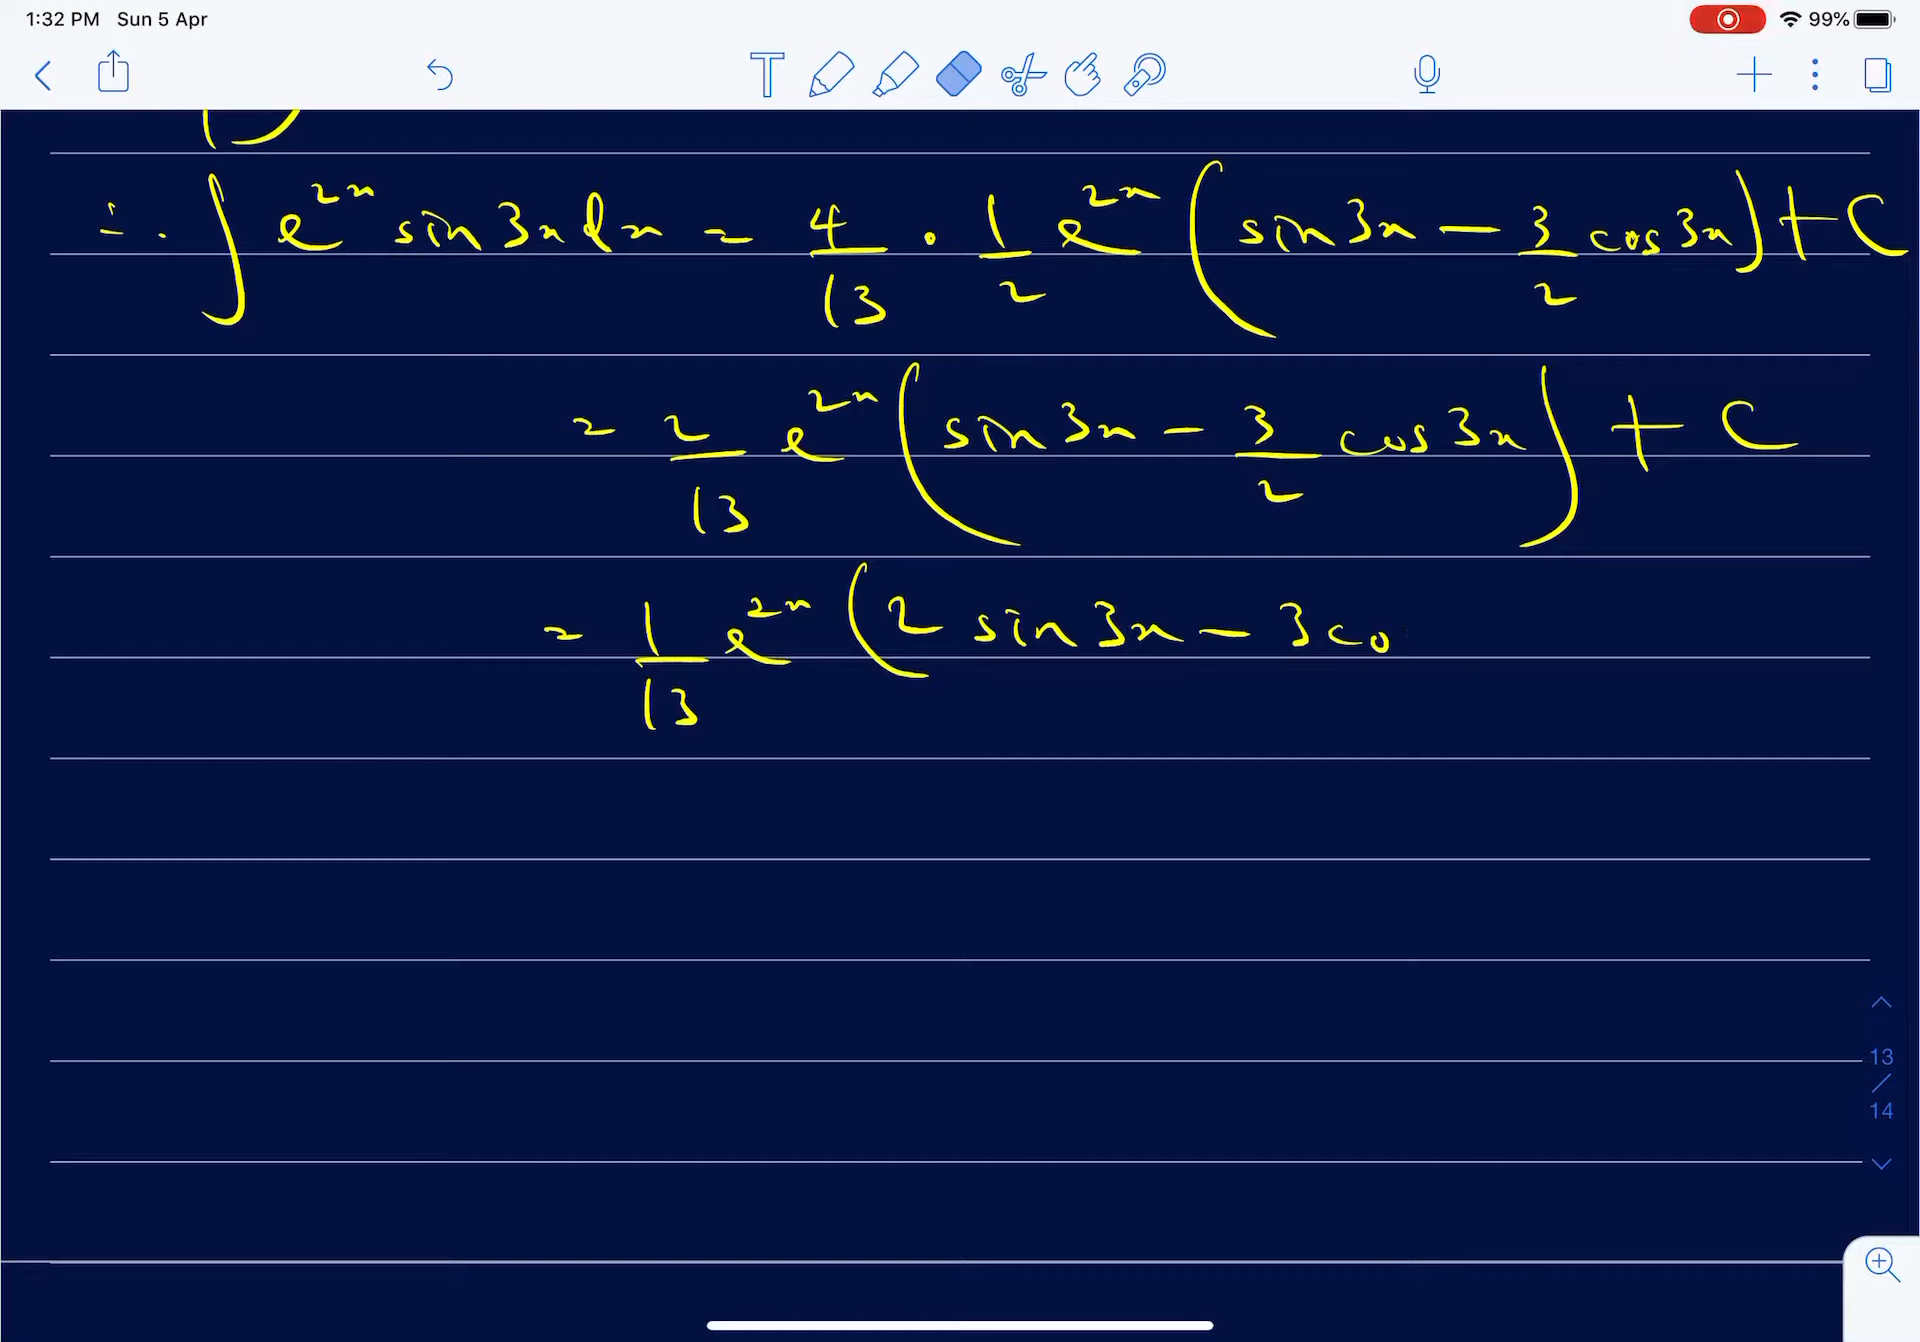 1:32 PM Sun 5 Apr 99%
T
∴ ∫ e^{2x} sin 3x dx = 4/13 · 1/2 e^{2x} ( sin 3x − 3/2 cos 3x ) + C
= 2/13 e^{2x} ( sin 3x − 3/2 cos 3x ) + C
= 1/13 e^{2x} ( 2 sin 3x − 3 co
13
/
14